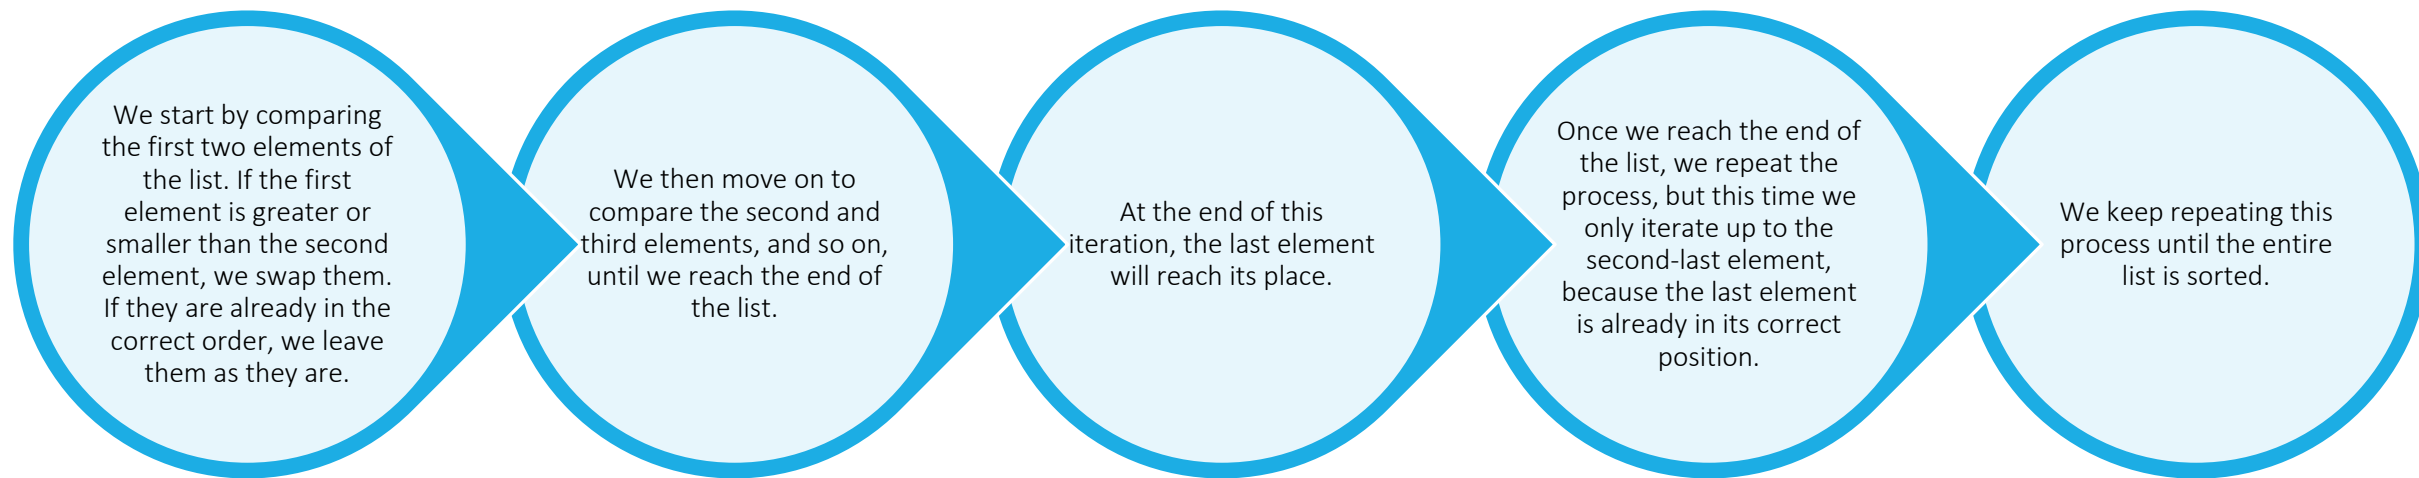 We start by comparing
the first two elements of
the list. If the first
element is greater or
smaller than the second
element, we swap them.
If they are already in the
correct order, we leave
them as they are.
We then move on to
compare the second and
third elements, and so on,
until we reach the end of
the list.
At the end of this
iteration, the last element
will reach its place.
Once we reach the end of
the list, we repeat the
process, but this time we
only iterate up to the
second-last element,
because the last element
is already in its correct
position.
We keep repeating this
process until the entire
list is sorted.